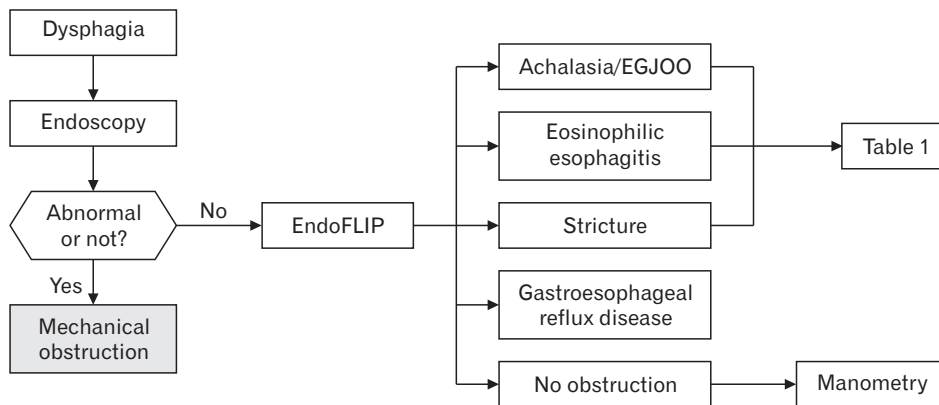 Dysphagia
Endoscopy
Abnormal
or not?
No
Yes
Mechanical
obstruction
EndoFLIP
Achalasia/EGJOO
Eosinophilic
esophagitis
Stricture
Gastroesophageal
reflux disease
No obstruction
Table 1
Manometry